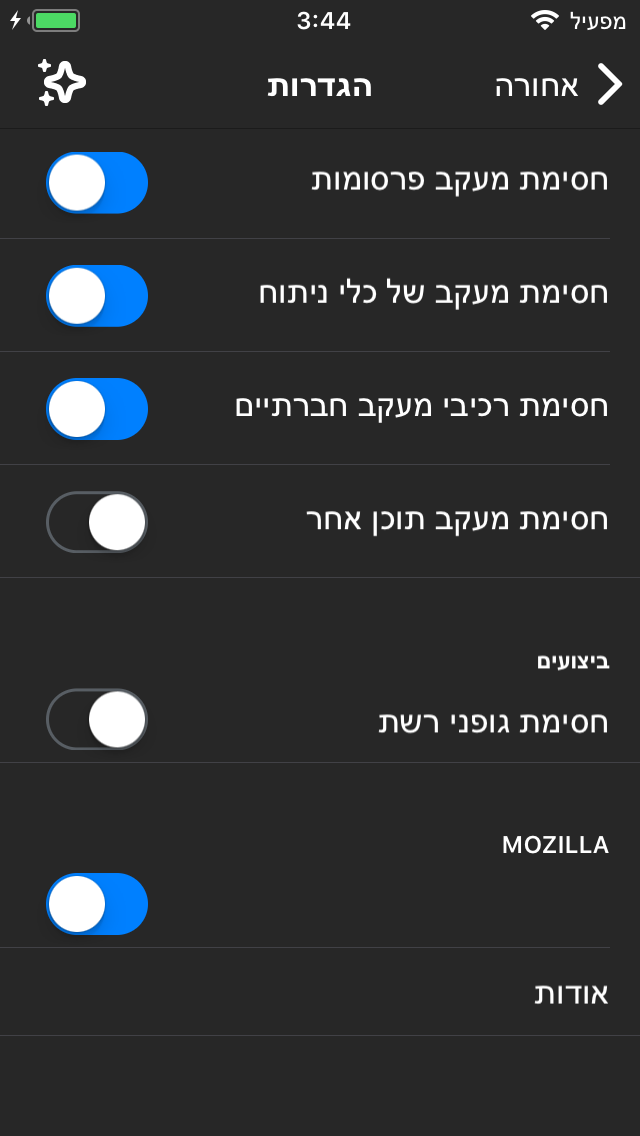 מפעיל 3:44
אחורה הגדרות
חסימת מעקב פרסומות
חסימת מעקב של כלי ניתוח
חסימת רכיבי מעקב חברתיים
חסימת מעקב תוכן אחר
ביצועים
חסימת גופני רשת
MOZILLA
אודות